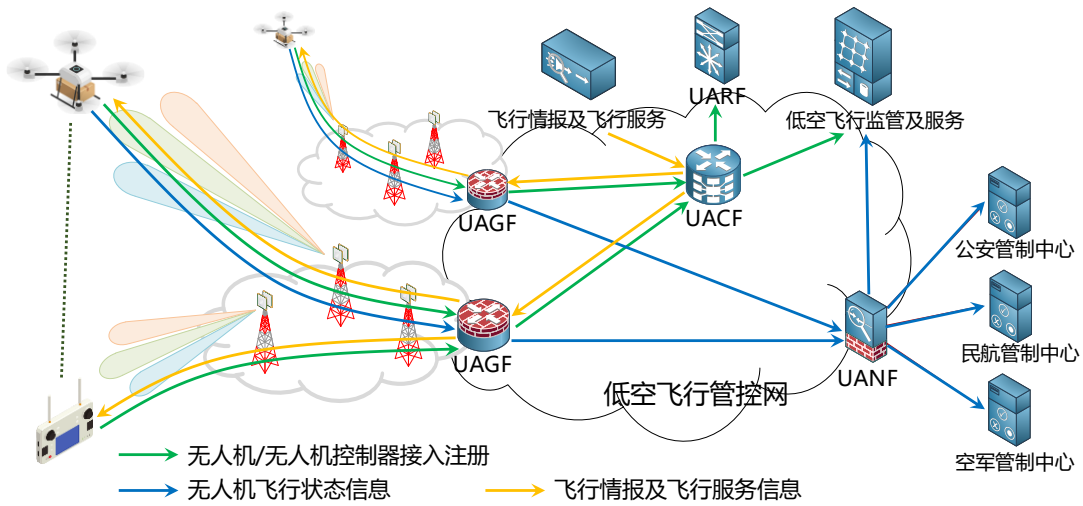 UARF
飞行情报及飞行服务
低空飞行监管及服务
UAGF
UACF
公安管制中心
民航管制中心
UAGF
UANF
低空飞行管控网
空军管制中心
无人机/无人机控制器接入注册
无人机飞行状态信息
飞行情报及飞行服务信息